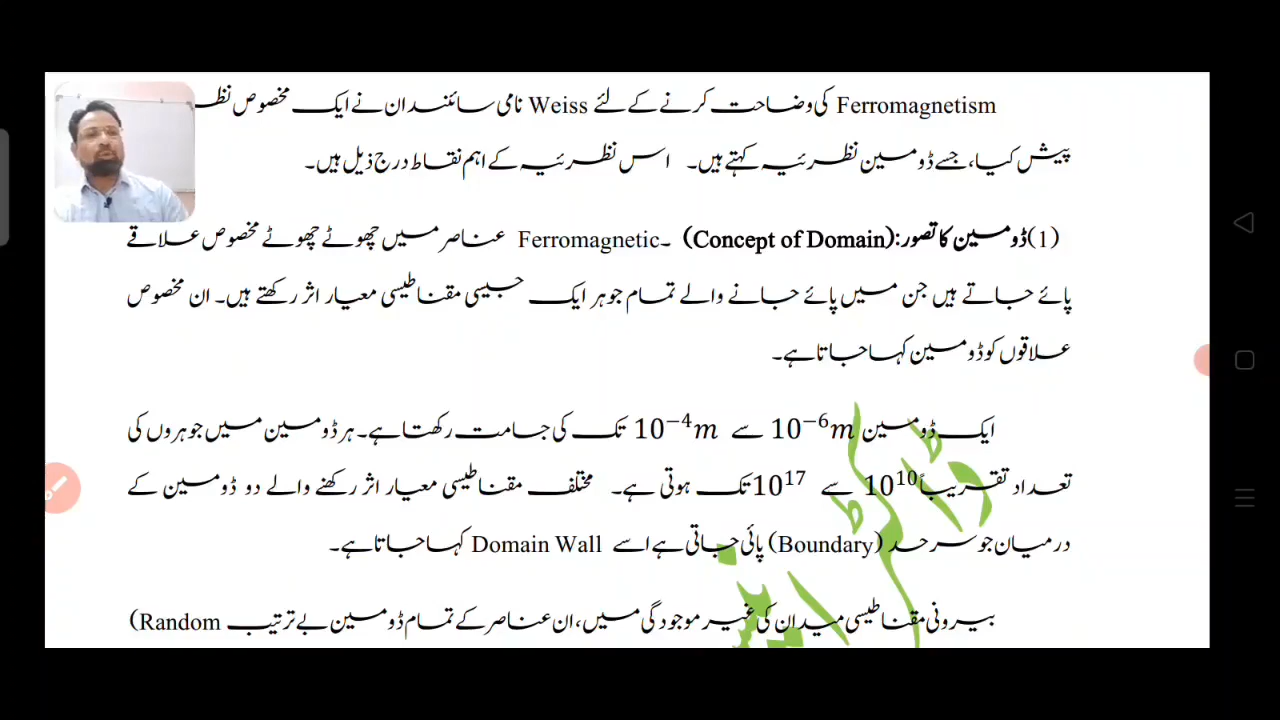 Ferromagnetism کی وضاحت کرنے کے لئے Weiss نامی سائنسدان نے ایک مخصوص
پیش کیا، جسے ڈومین نظریہ کہتے ہیں۔ اس نظریہ کے اہم نقاط درج ذیل ہیں۔
(1) ڈومین کا تصور: (Concept of Domain) ۔Ferromagnetic عناصر میں چھوٹے چھوٹے مخصوص علاقے
پائے جاتے ہیں جن میں پائے جانے والے تمام جوہر ایک جیسی مقناطیسی معیار اثر رکھتے ہیں۔ ان مخصوص
علاقوں کو ڈومین کہا جاتا ہے۔
ایک ڈومین 10⁻⁶m سے 10⁻⁴m تک کی جسامت رکھتا ہے۔ ہر ڈومین میں جوہروں کی
تعداد تقریباً 10¹⁰ سے 10¹⁷ تک ہوتی ہے۔ مختلف مقناطیسی معیار اثر رکھنے والے دو ڈومین کے
درمیان جو سرحد (Boundary) پائی جاتی ہے اسے Domain Wall کہا جاتا ہے۔
بیرونی مقناطیسی میدان کی غیر موجودگی میں، ان عناصر کے تمام ڈومین بے ترتیب (Random